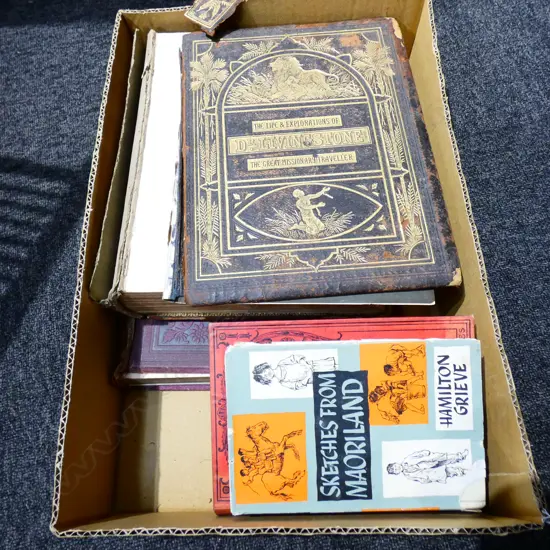 THE LIFE & EXPLORATIONS OF
DR LIVINGSTONE
THE GREAT MISSIONARY TRAVELLER
SKETCHES FROM
MAORILAND
HAMILTON
GRIEVE